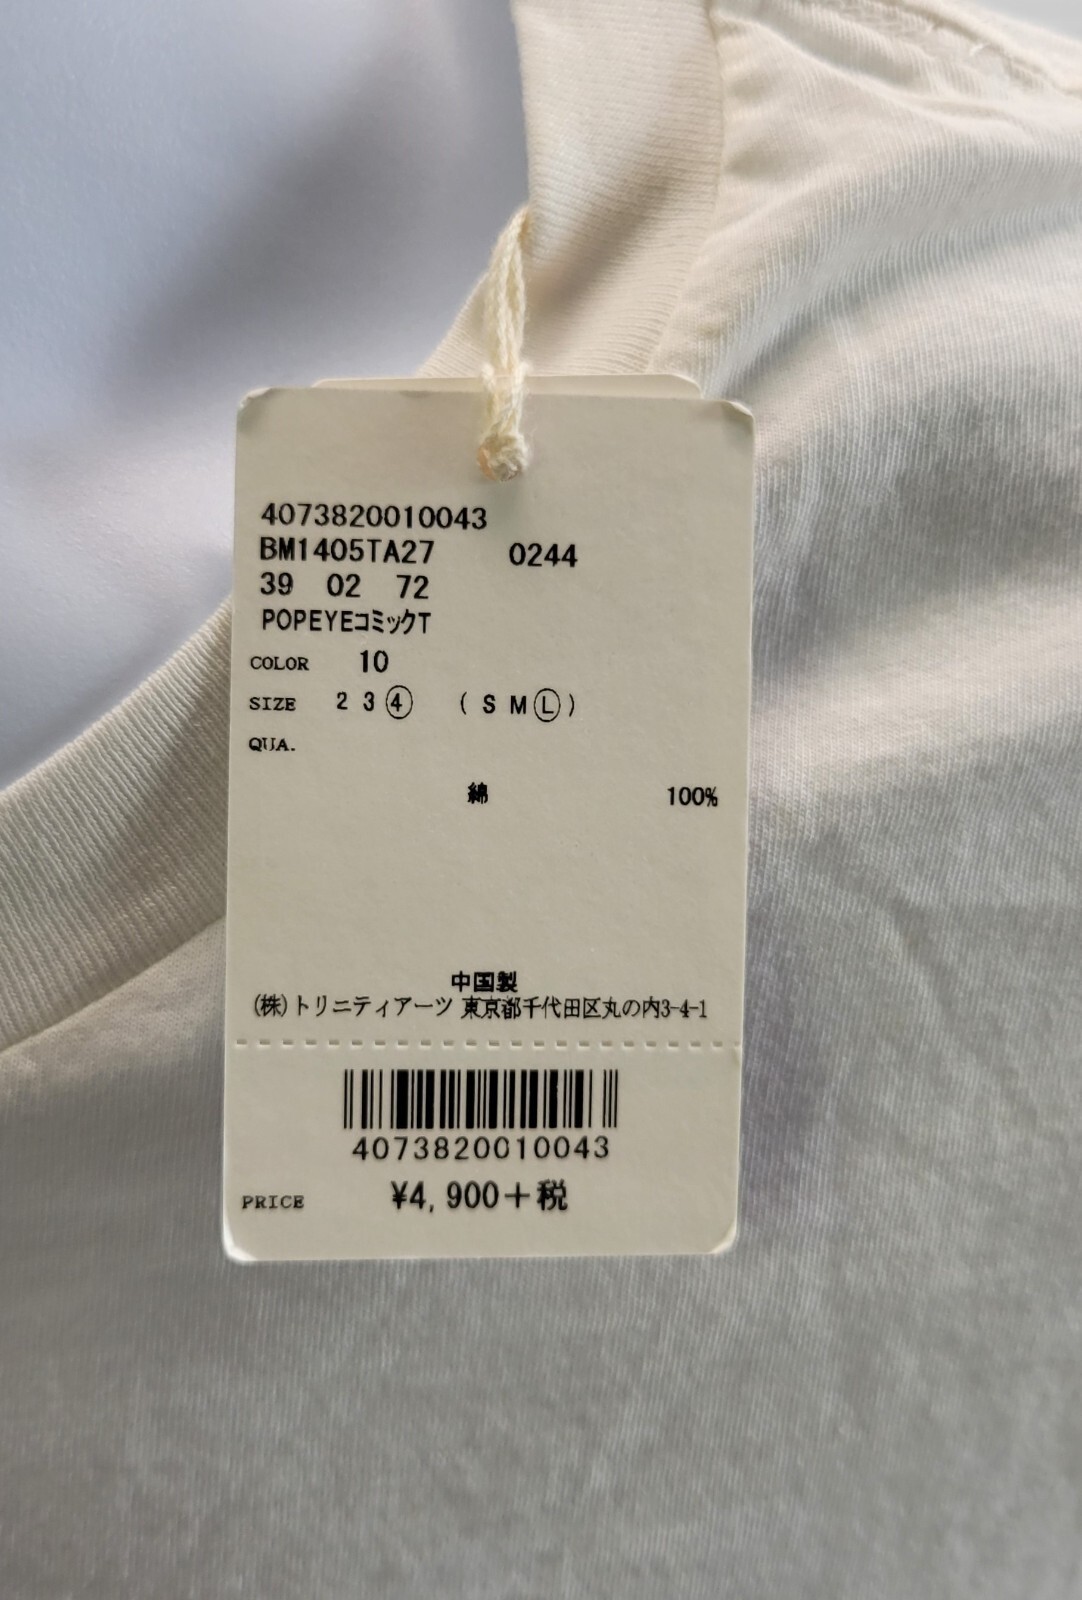 4073820010043
BM1405TA27 0244
39 02 72
POPEYEコミックT
COLOR 10
SIZE 2 3 4 ( S M L )
QUA.
綿 100%
中国製
(株)トリニティアーツ 東京都千代田区丸の内3-4-1
4073820010043
PRICE ¥4,900+税